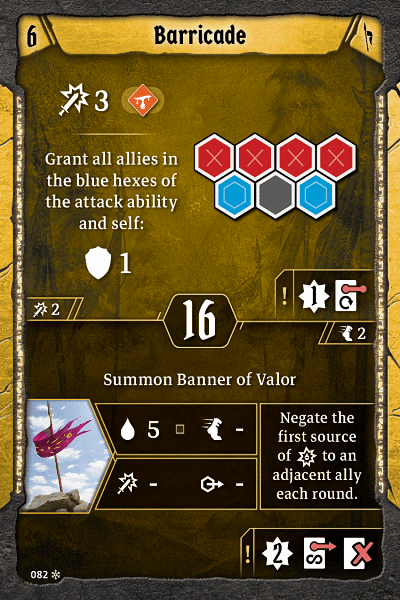 6 Barricade
3
Grant all allies in
the blue hexes of
the attack ability
and self:
1
! 1
2
16
2
Summon Banner of Valor
5 -
- -
Negate the
first source
of to an
adjacent ally
each round.
! 2
082